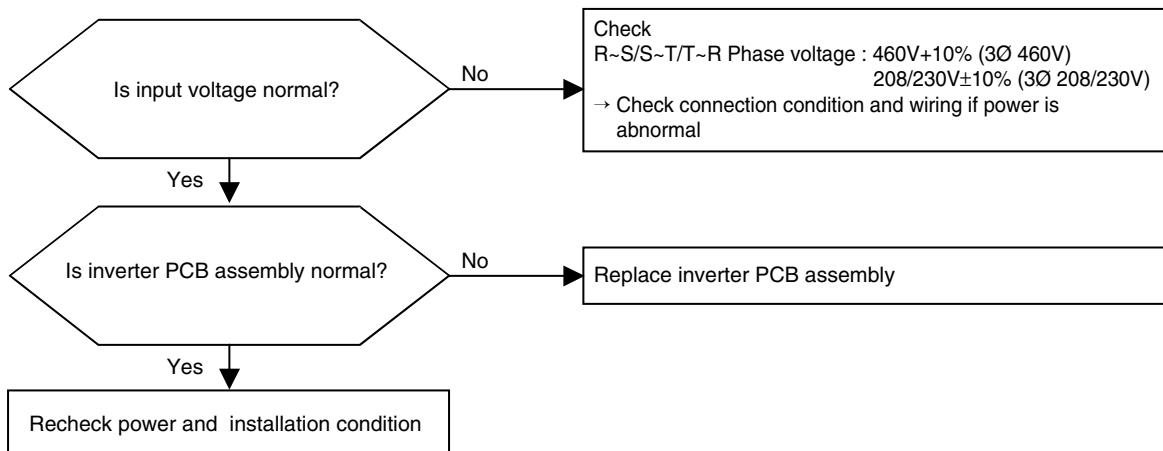 Is input voltage normal?
No
Check
R~S/S~T/T~R Phase voltage : 460V+10% (3Ø 460V)
208/230V±10% (3Ø 208/230V)
→ Check connection condition and wiring if power is
abnormal
Yes
Is inverter PCB assembly normal?
No
Replace inverter PCB assembly
Yes
Recheck power and installation condition